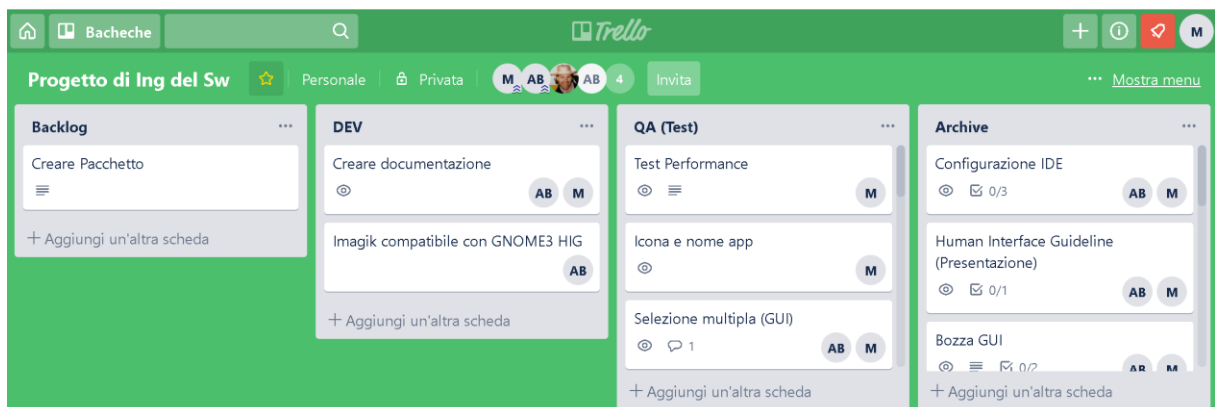 Bacheche
Trello
M
Progetto di Ing del Sw
Personale
Privata
M AB AB 4
Invita
··· Mostra menu
Backlog ···
Creare Pacchetto
+ Aggiungi un'altra scheda
DEV ···
Creare documentazione
AB M
Imagik compatibile con GNOME3 HIG
AB
+ Aggiungi un'altra scheda
QA (Test) ···
Test Performance
M
Icona e nome app
M
Selezione multipla (GUI)
1 AB M
+ Aggiungi un'altra scheda
Archive ···
Configurazione IDE
0/3 AB M
Human Interface Guideline
(Presentazione)
0/1 AB M
Bozza GUI
0/2 AB M
+ Aggiungi un'altra scheda